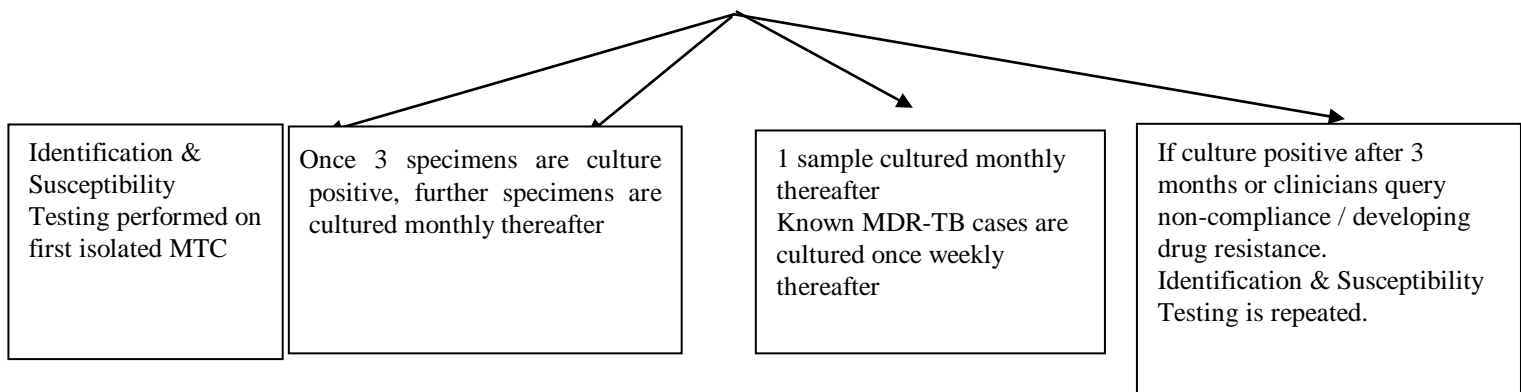 Identification &
Susceptibility
Testing performed on
first isolated MTC
Once 3 specimens are culture
positive, further specimens are
cultured monthly thereafter
1 sample cultured monthly
thereafter
Known MDR-TB cases are
cultured once weekly
thereafter
If culture positive after 3
months or clinicians query
non-compliance / developing
drug resistance.
Identification & Susceptibility
Testing is repeated.